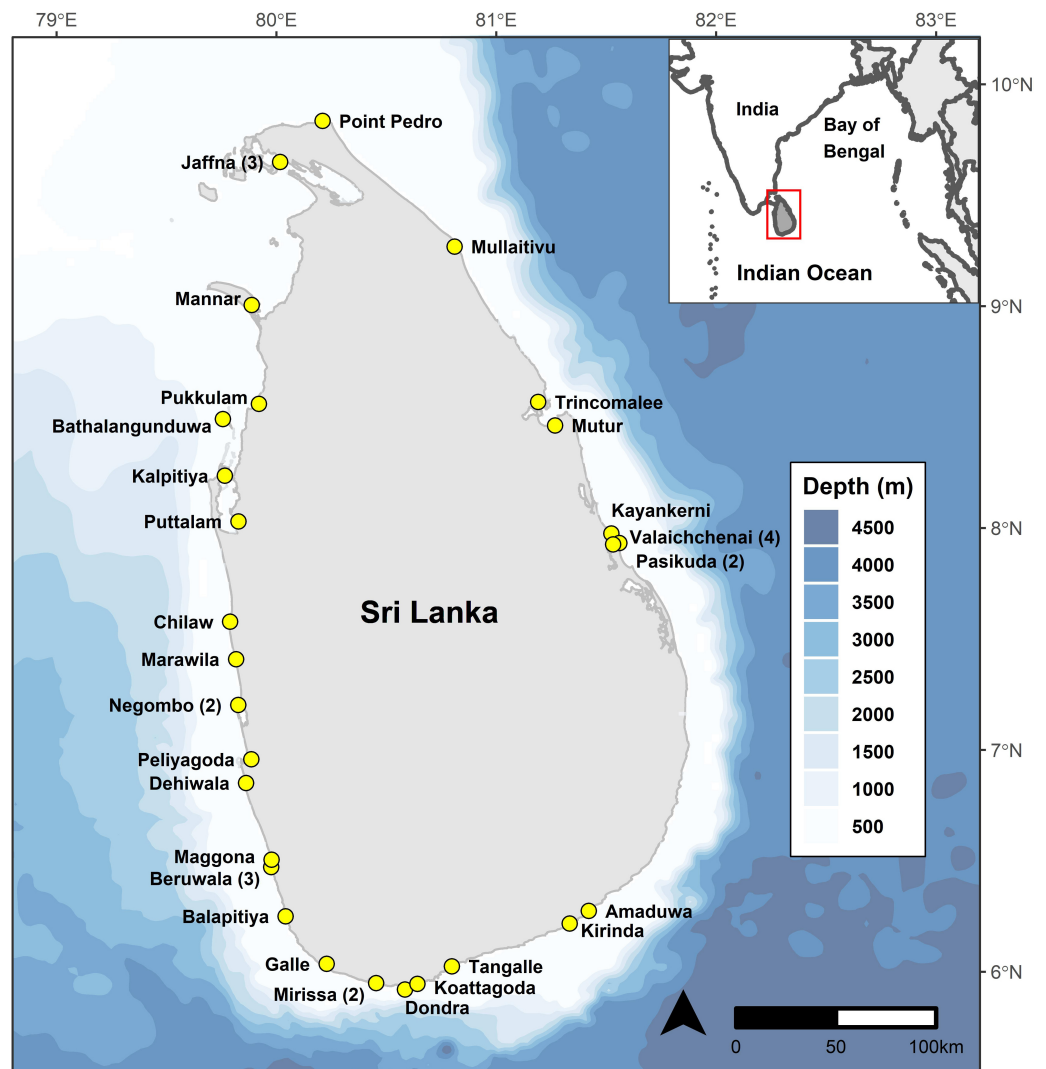 79°E 80°E 81°E 82°E 83°E
10°N
9°N
8°N
7°N
6°N
India
Bay of
Bengal
Indian Ocean
Point Pedro
Jaffna (3)
Mullaitivu
Mannar
Pukkulam
Bathalangunduwa
Trincomalee
Mutur
Kalpitiya
Puttalam
Kayankerni
Valaichchenai (4)
Pasikuda (2)
Sri Lanka
Chilaw
Marawila
Negombo (2)
Peliyagoda
Dehiwala
Maggona
Beruwala (3)
Balapitiya
Amaduwa
Kirinda
Galle
Tangalle
Mirissa (2)
Koattagoda
Dondra
Depth (m)
4500
4000
3500
3000
2500
2000
1500
1000
500
0 50 100km